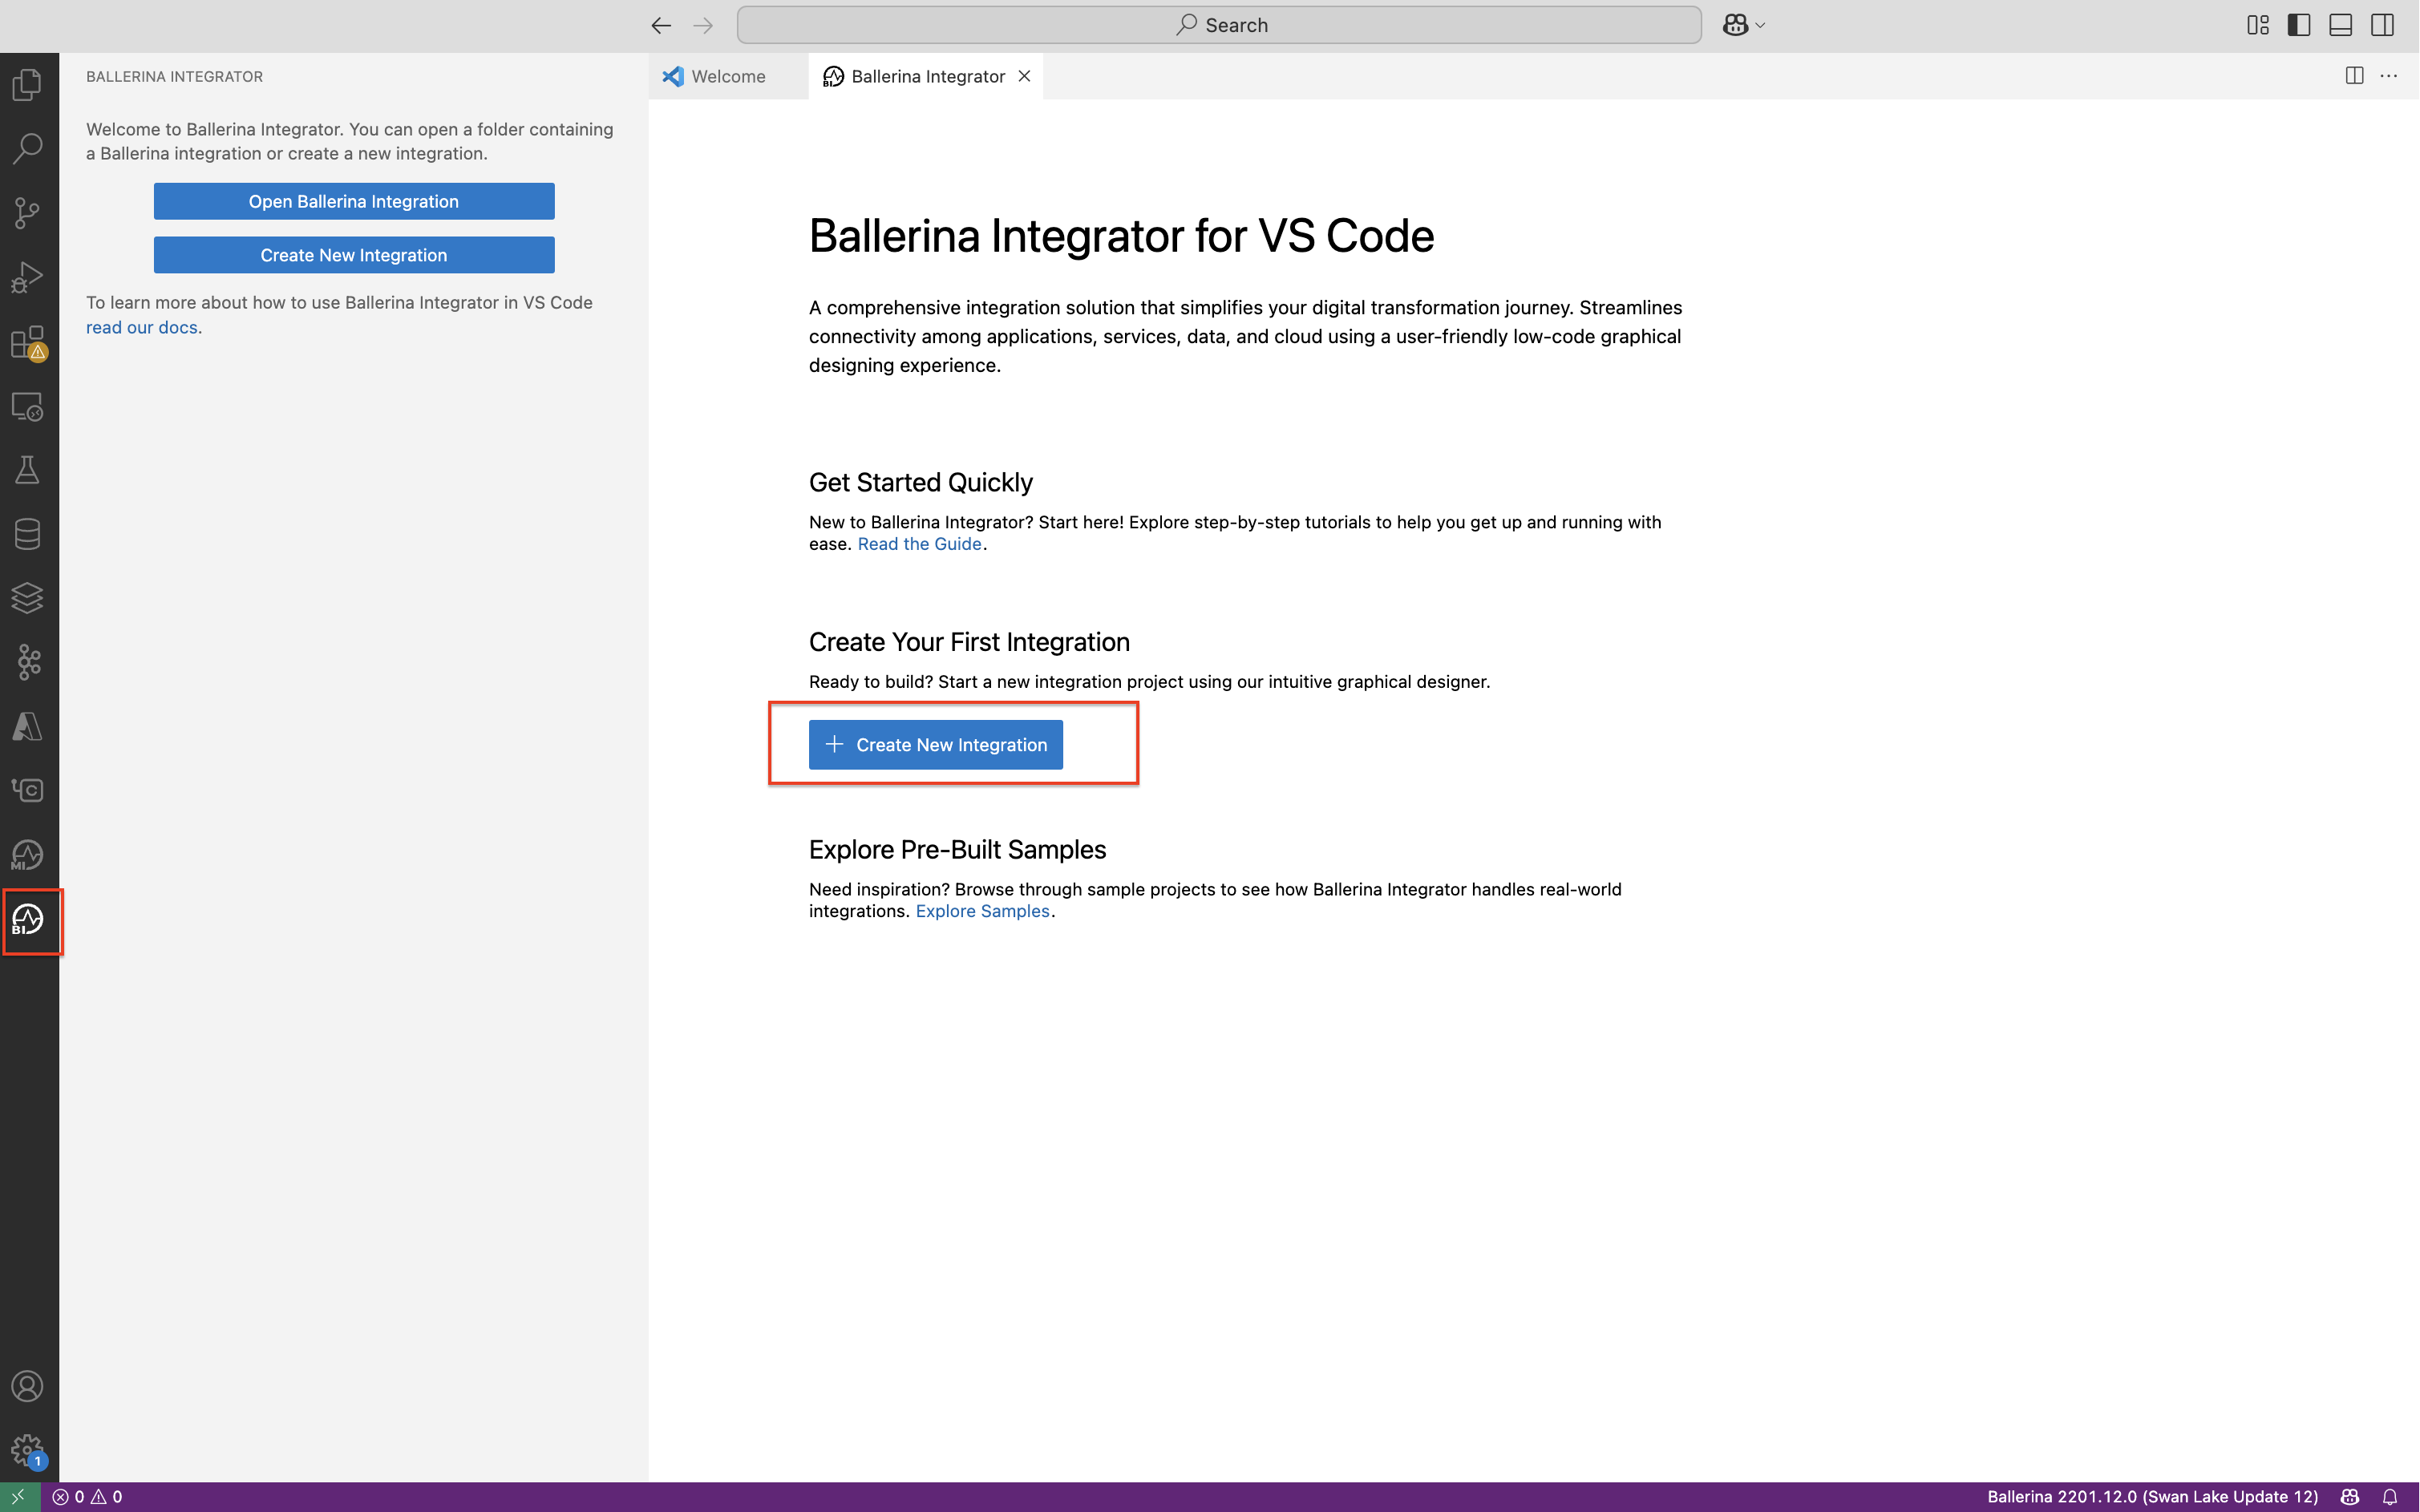 Search
BALLERINA INTEGRATOR
Welcome to Ballerina Integrator. You can open a folder containing
a Ballerina integration or create a new integration.
Open Ballerina Integration
Create New Integration
To learn more about how to use Ballerina Integrator in VS Code
read our docs.
Welcome
Ballerina Integrator
Ballerina Integrator for VS Code
A comprehensive integration solution that simplifies your digital transformation journey. Streamlines
connectivity among applications, services, data, and cloud using a user-friendly low-code graphical
designing experience.
Get Started Quickly
New to Ballerina Integrator? Start here! Explore step-by-step tutorials to help you get up and running with
ease. Read the Guide.
Create Your First Integration
Ready to build? Start a new integration project using our intuitive graphical designer.
Create New Integration
Explore Pre-Built Samples
Need inspiration? Browse through sample projects to see how Ballerina Integrator handles real-world
integrations. Explore Samples.
C
MI
BI
1
0 0
Ballerina 2201.12.0 (Swan Lake Update 12)